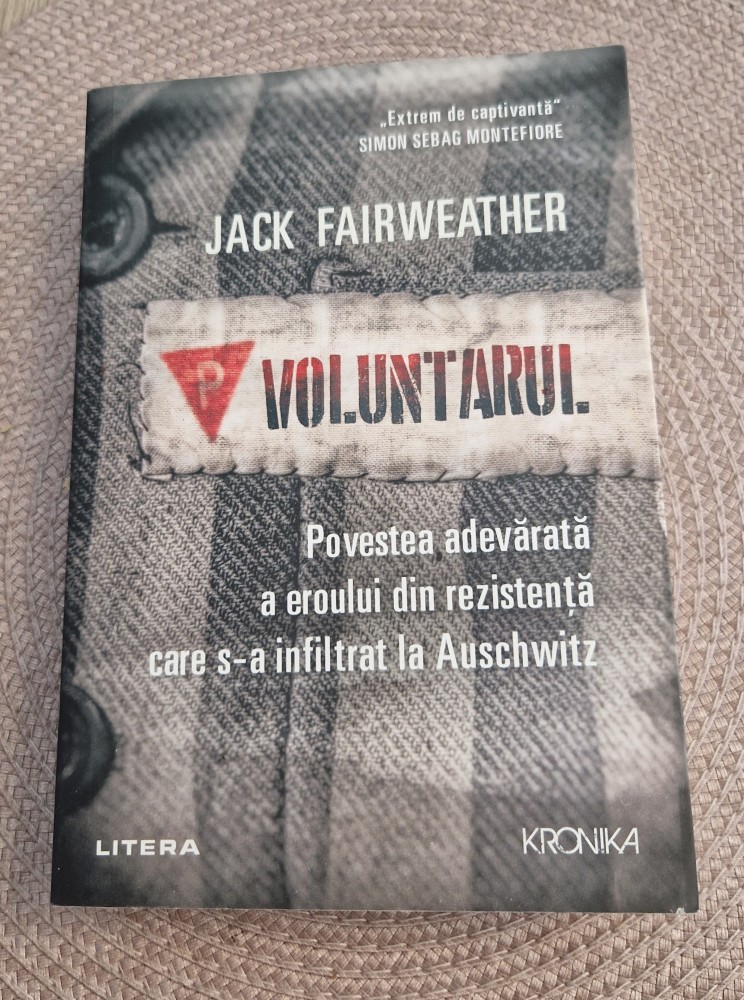 „Extrem de captivantă“
SIMON SEBAG MONTEFIORE
JACK FAIRWEATHER
P VOLUNTARUL
Povestea adevărată
a eroului din rezistență
care s-a infiltrat la Auschwitz
LITERA
KRONIKA